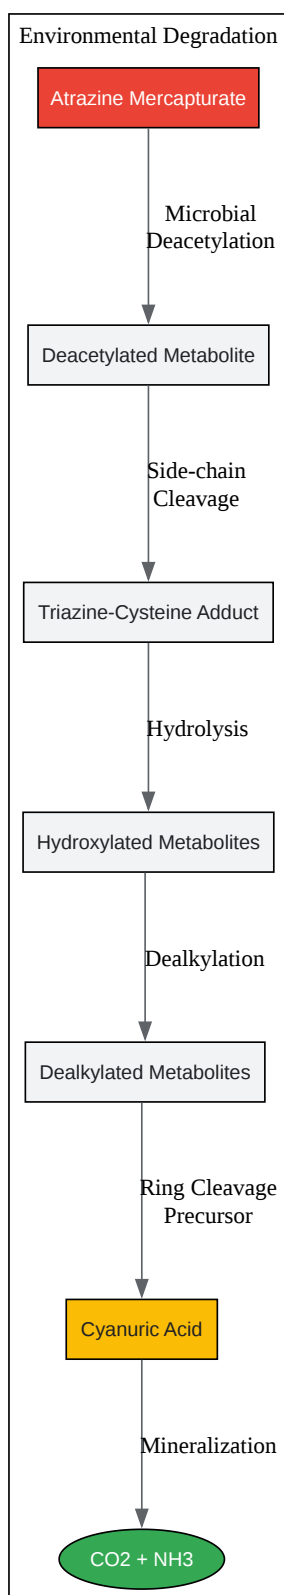 Environmental Degradation
Atrazine Mercapturate
Microbial
Deacetylation
Deacetylated Metabolite
Side-chain
Cleavage
Triazine-Cysteine Adduct
Hydrolysis
Hydroxylated Metabolites
Dealkylation
Dealkylated Metabolites
Ring Cleavage
Precursor
Cyanuric Acid
Mineralization
CO2 + NH3